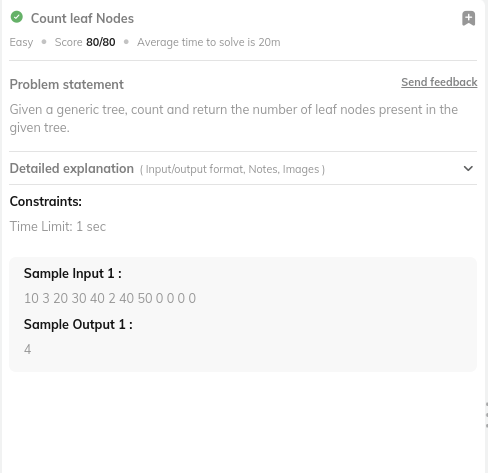 Count leaf Nodes
Easy • Score 80/80 • Average time to solve is 20m
Problem statement
Send feedback
Given a generic tree, count and return the number of leaf nodes present in the
given tree.
Detailed explanation ( Input/output format, Notes, Images )
Constraints:
Time Limit: 1 sec
Sample Input 1 :
10 3 20 30 40 2 40 50 0 0 0 0
Sample Output 1 :
4